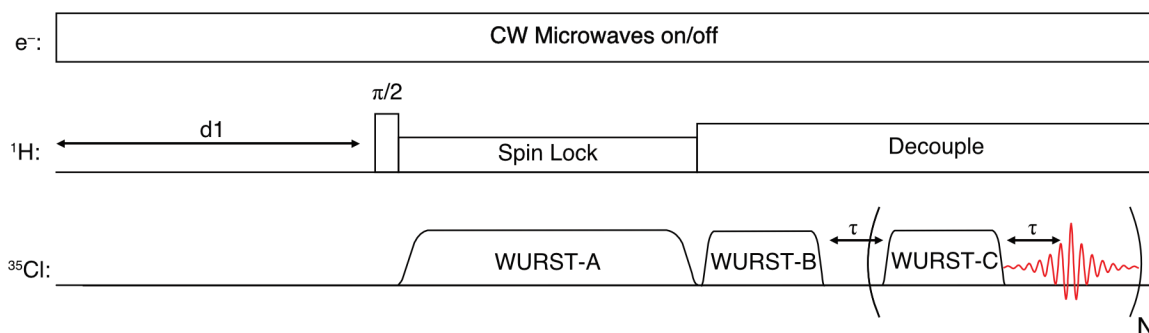 e⁻:
CW Microwaves on/off
π/2
d1
¹H:
Spin Lock
Decouple
τ
τ
³⁵Cl:
WURST-A
WURST-B
WURST-C
N